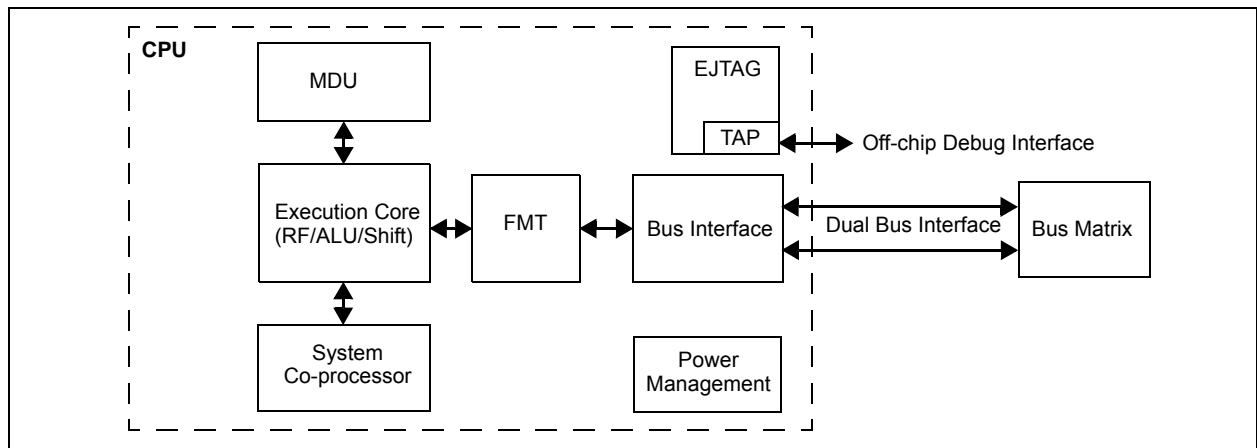 CPU
MDU
EJTAG
TAP
Off-chip Debug Interface
Execution Core
(RF/ALU/Shift)
FMT
Bus Interface
Dual Bus Interface
Bus Matrix
System
Co-processor
Power
Management